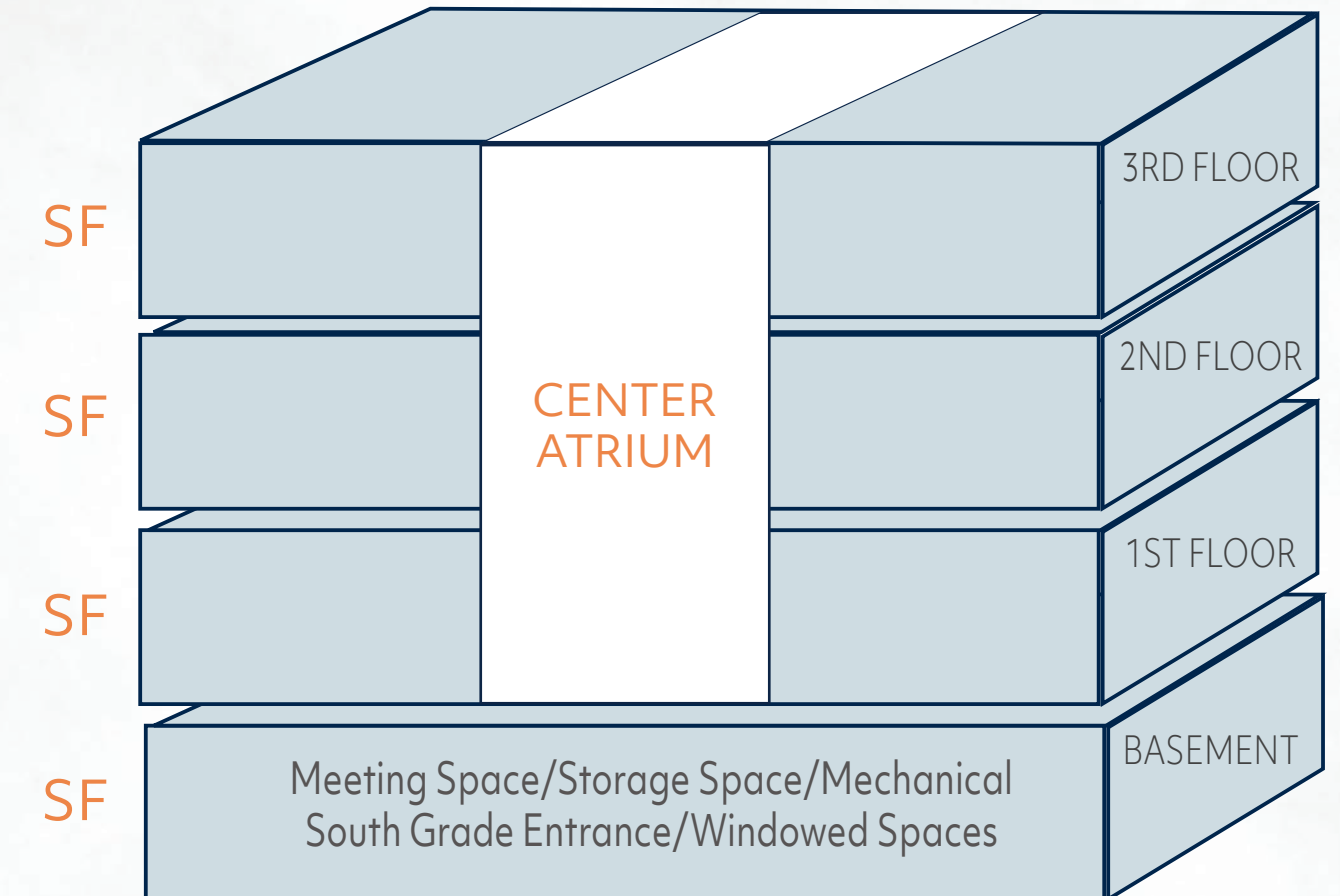 SF
3RD FLOOR
SF
2ND FLOOR
CENTER
ATRIUM
SF
1ST FLOOR
SF
BASEMENT
Meeting Space/Storage Space/Mechanical
South Grade Entrance/Windowed Spaces